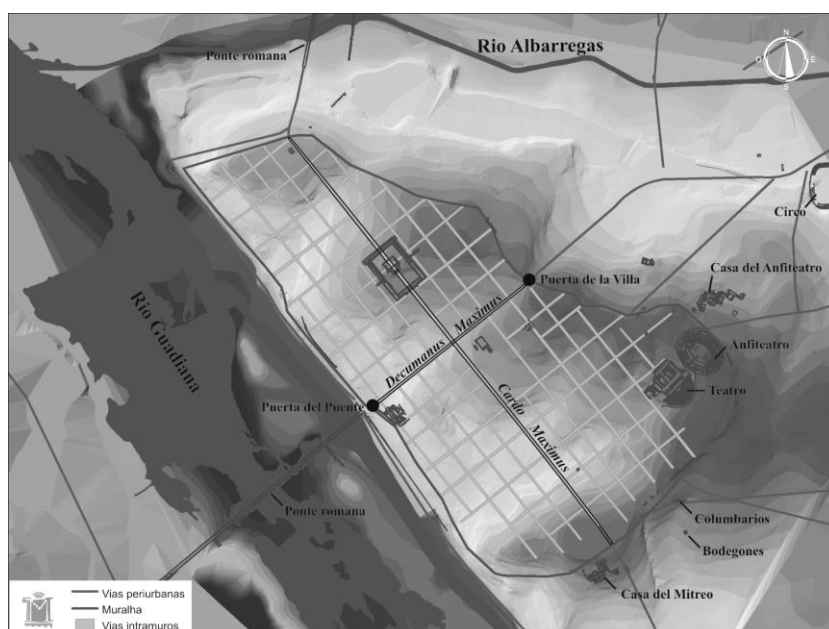 Ponte romana
Rio Albarregas
N
O
E
S
Circo
Casa del Anfiteatro
Puerta de la Villa
Rio Guadiana
Decumanus Maximus
Anfiteatro
Teatro
Puerta del Puente
Cardo Maximus
Ponte romana
Columbarios
Bodegones
Casa del Mitreo
Vias periurbanas
Muralha
Vias intramuros